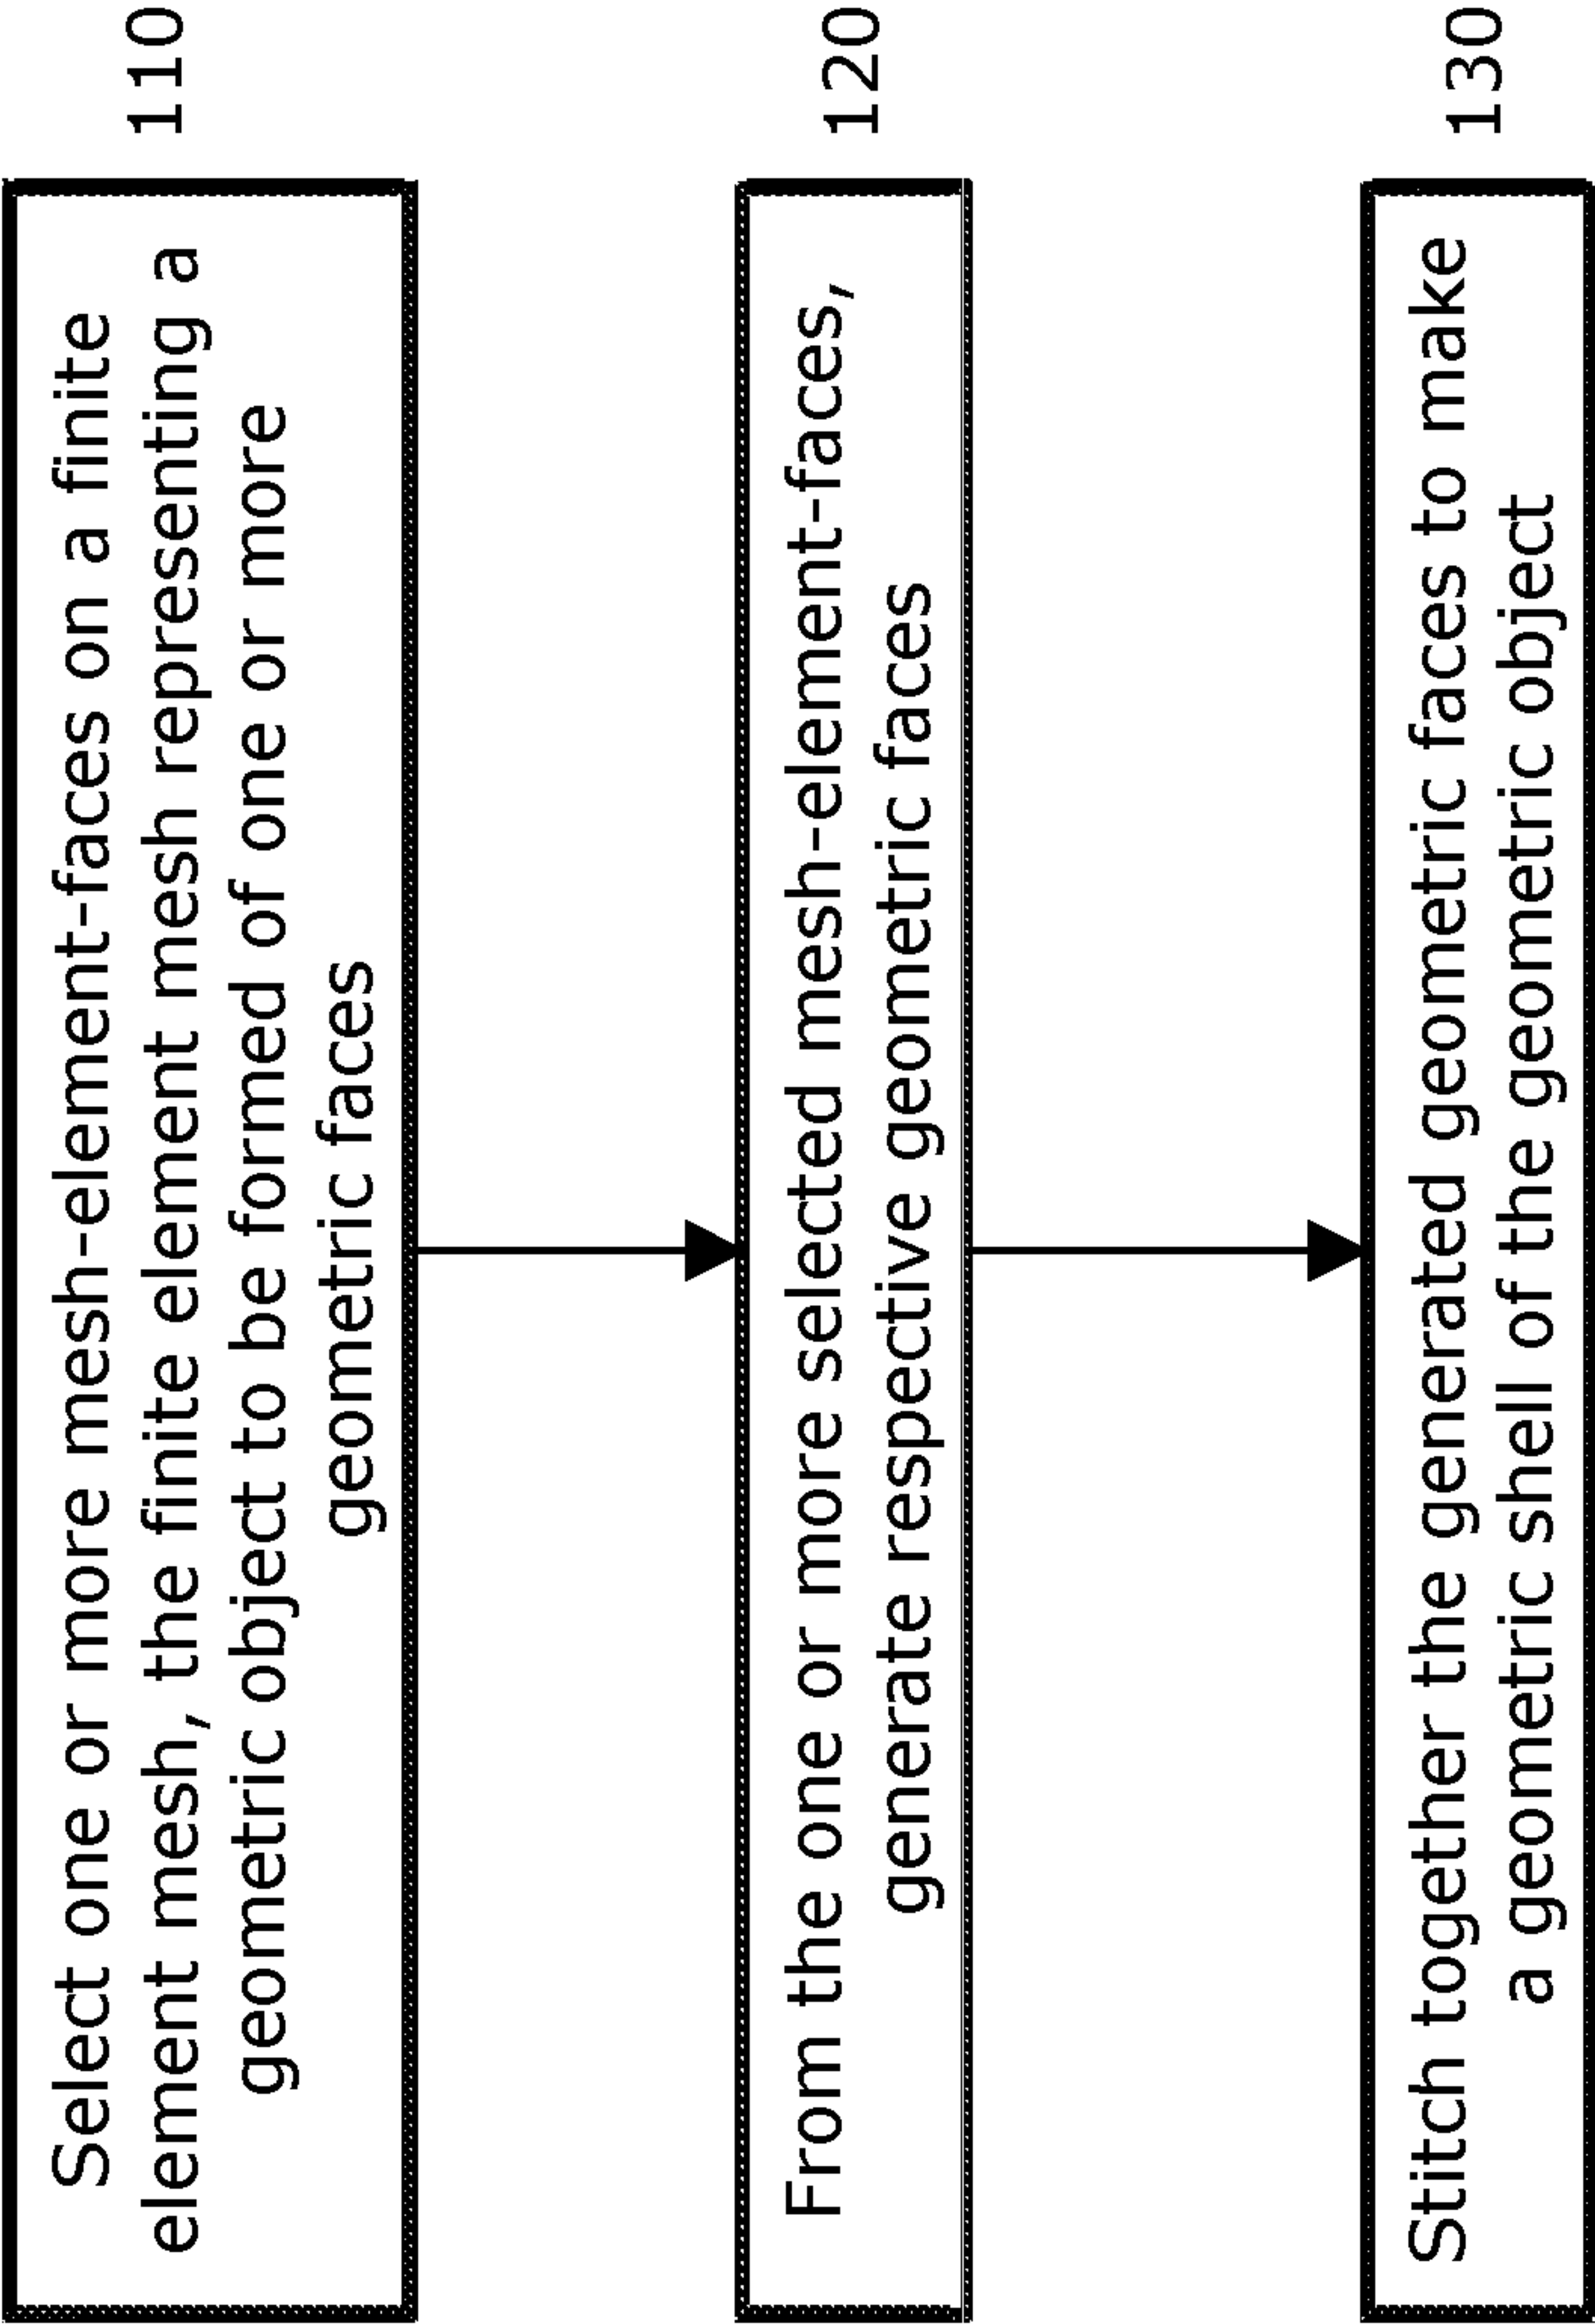 Select one or more mesh-element-faces on a finite
element mesh, the finite element mesh representing a
geometric object to be formed of one or more
geometric faces
110
From the one or more selected mesh-element-faces,
generate respective geometric faces
120
Stitch together the generated geometric faces to make
a geometric shell of the geometric object
130